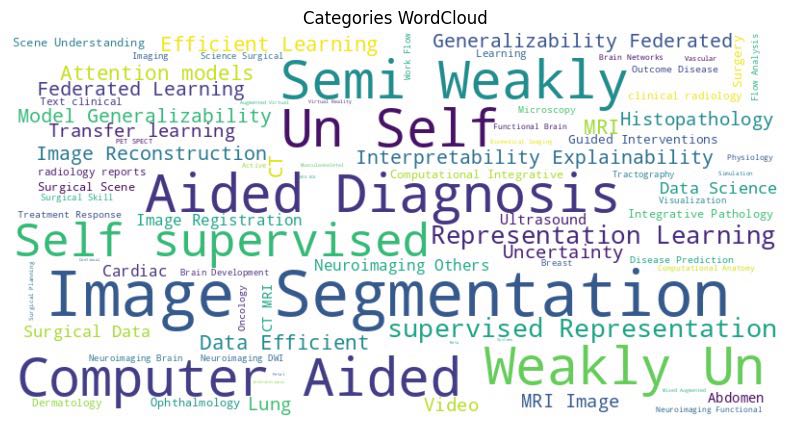 Categories WordCloud
Scene Understanding
Efficient Learning
Work Flow
Generalizability Federated
Surgery
Flow Analysis
Imaging
Science Surgical
Learning
Brain Networks
Vascular
Attention models
Semi Weakly
Outcome Disease
Federated Learning
clinical radiology
Text clinical
Augmented Virtual
Virtual Reality
Model Generalizability
Un Self
Microscopy
Histopathology
Transfer learning
Functional Brain
MRI
PET SPECT
Biomedical Imaging
Guided Interventions
Image Reconstruction
CT
Interpretability Explainability
Physiology
Active
Musculoskeletal
radiology reports
Computational Integrative
Tractography
Simulation
Surgical Scene
Aided Diagnosis
Data Science
Surgical Skill
Visualization
Treatment Response
Image Registration
Ultrasound
Integrative Pathology
Self supervised
Representation Learning
Uncertainty
Surgical Planning
Cardiac
Brain Development
Neuroimaging Others
Breast
Disease Prediction
Computational Anatomy
Image Segmentation
Oncology
CT MRI
Surgical Data
Data Efficient
supervised Representation
Neuroimaging Brain
Neuroimaging DWI
Computer Aided
Weakly Un
Dermatology
Ophthalmology
Lung
Video
MRI Image
Mixed Augmented
Abdomen
Neuroimaging Functional